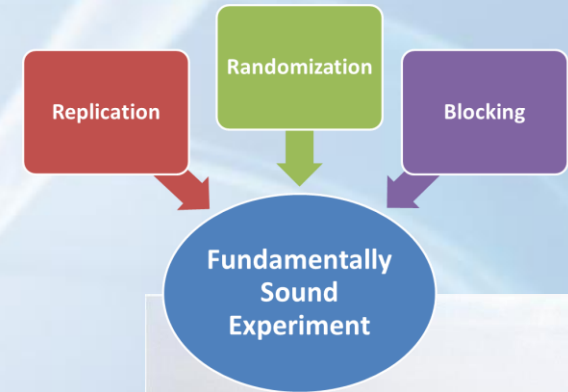 Replication
Randomization
Blocking
Fundamentally
Sound
Experiment